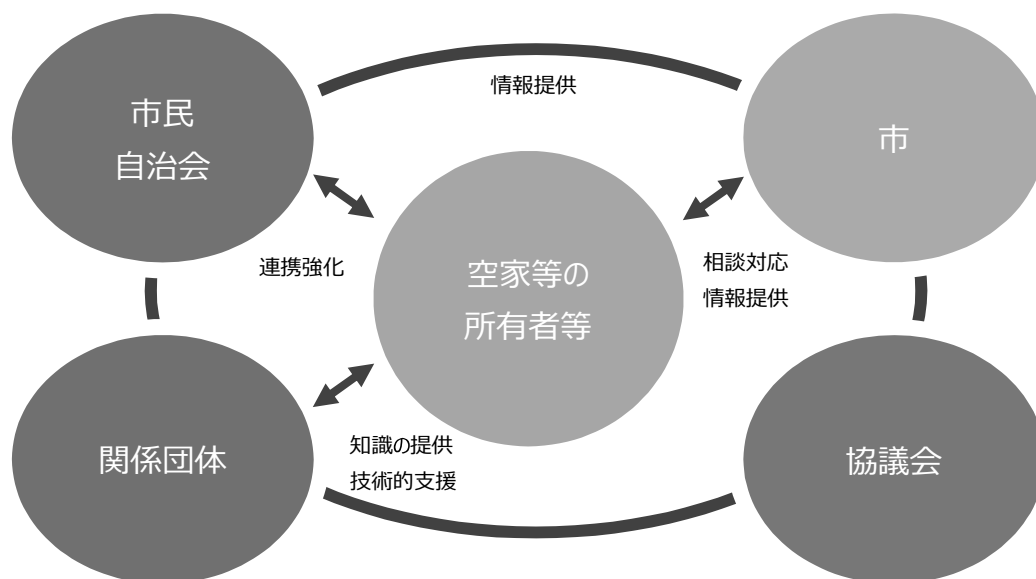 情報提供
市民
自治会
市
連携強化
空家等の
所有者等
相談対応
情報提供
関係団体
知識の提供
技術的支援
協議会